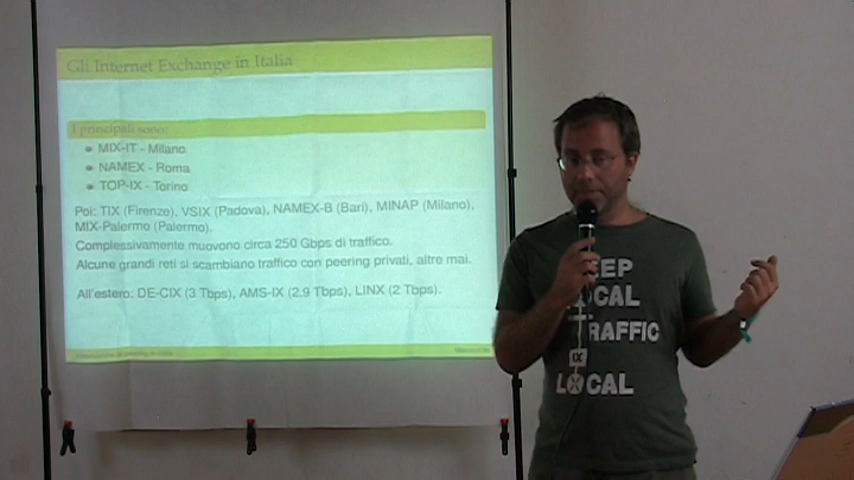 Gli Internet Exchange in Italia
I principali sono:
MIX-IT - Milano
NAMEX - Roma
TOP-IX - Torino
Poi: TIX (Firenze), VSIX (Padova), NAMEX-B (Bari), MINAP (Milano),
MIX-Palermo (Palermo).
Complessivamente muovono circa 250 Gbps di traffico.
Alcune grandi reti si scambiano traffico con peering privati, altre mai.
All'estero: DE-CIX (3 Tbps), AMS-IX (2.9 Tbps), LINX (2 Tbps).
EEP
LOCAL
TRAFFIC
IX
LOCAL